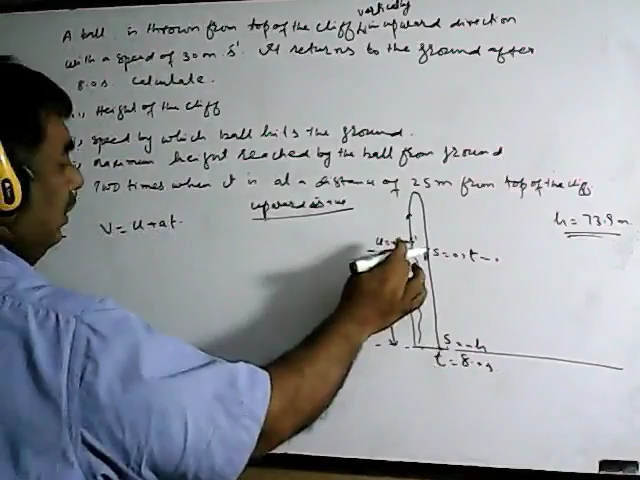 vertically
A ball is thrown from top of the cliff in upward direction
with a speed of 30 m s⁻¹. It returns to the ground after
8.0 s. Calculate.
Height of the cliff
speed by which ball hits the ground.
maximum height reached by the ball from ground
Two times when it is at a distance of 25 m from top of the cliff
upward is +ve
V = u + at
h = 73.9 m
S = 0, t =
S = -h
t = 8.0 s